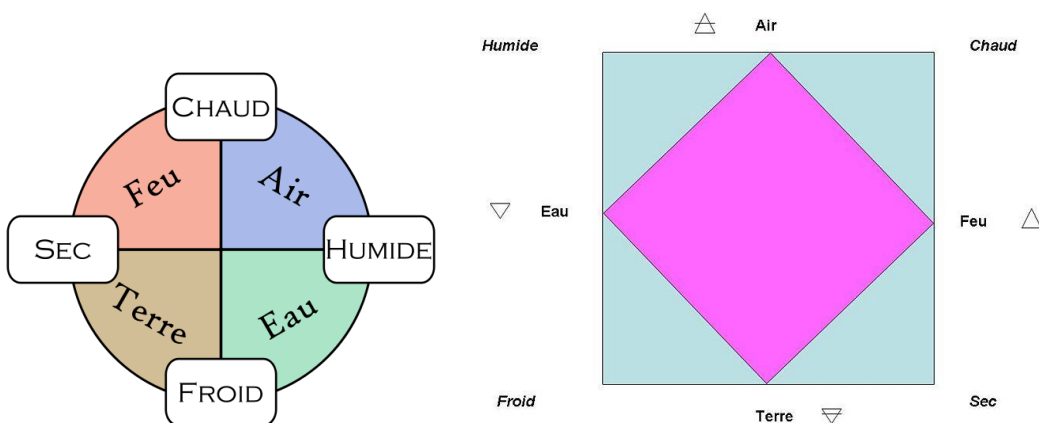 CHAUD
Feu
Air
SEC
HUMIDE
Terre
Eau
FROID
Air
Humide
Chaud
Eau
Feu
Froid
Sec
Terre